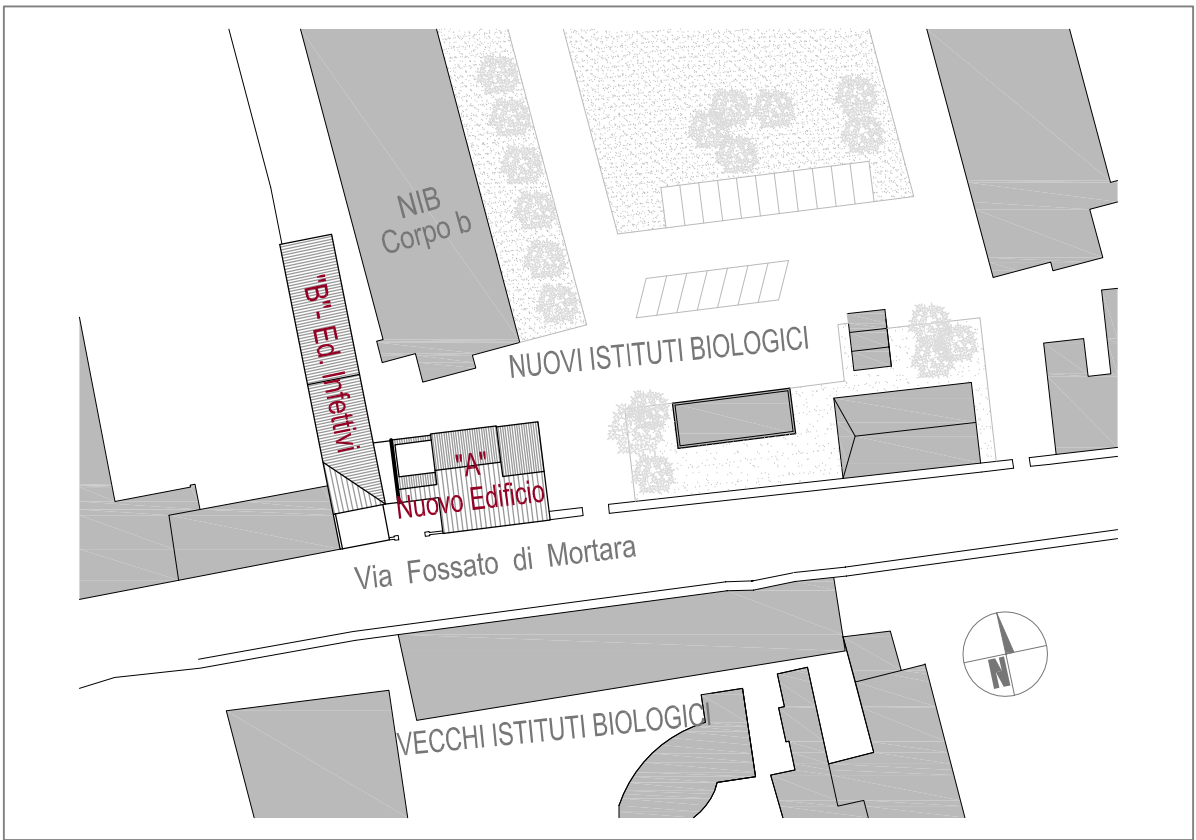 NIB
Corpo b
"B"- Ed. Infettivi
NUOVI ISTITUTI BIOLOGICI
"A"
Nuovo Edificio
Via Fossato di Mortara
N
VECCHI ISTITUTI BIOLOGICI